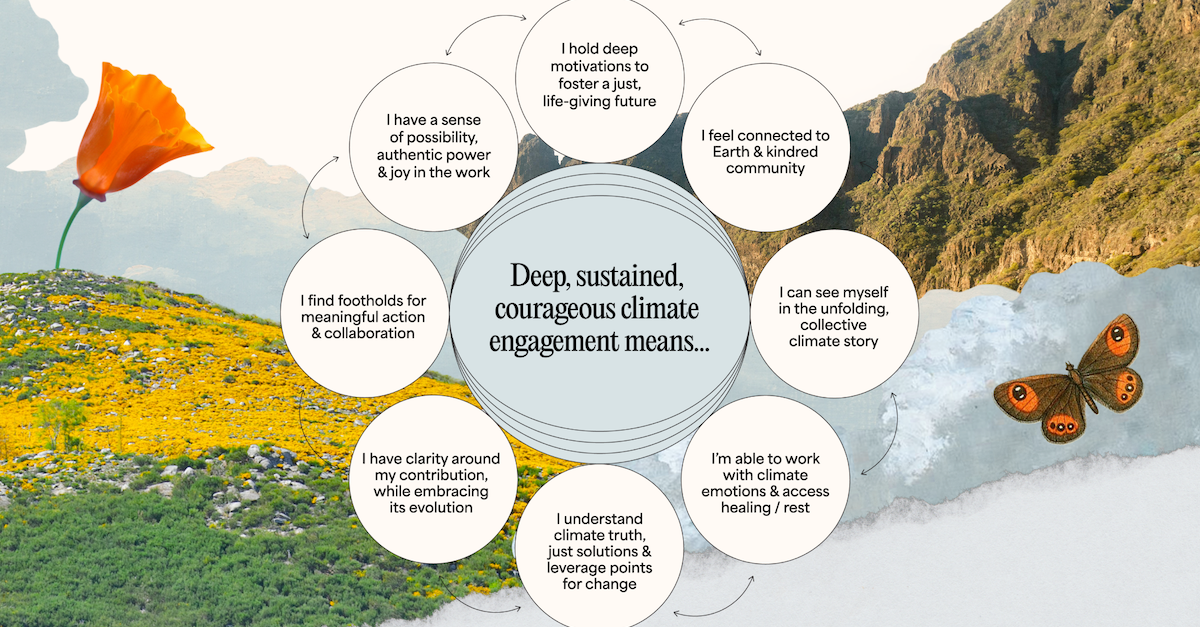 I hold deep
motivations to
foster a just,
life-giving future
I feel connected to
Earth & kindred
community
I can see myself
in the unfolding,
collective
climate story
I'm able to work
with climate
emotions & access
healing / rest
I understand
climate truth,
just solutions &
leverage points
for change
I have clarity around
my contribution,
while embracing
its evolution
I find footholds for
meaningful action
& collaboration
I have a sense
of possibility,
authentic power
& joy in the work
Deep, sustained,
courageous climate
engagement means...